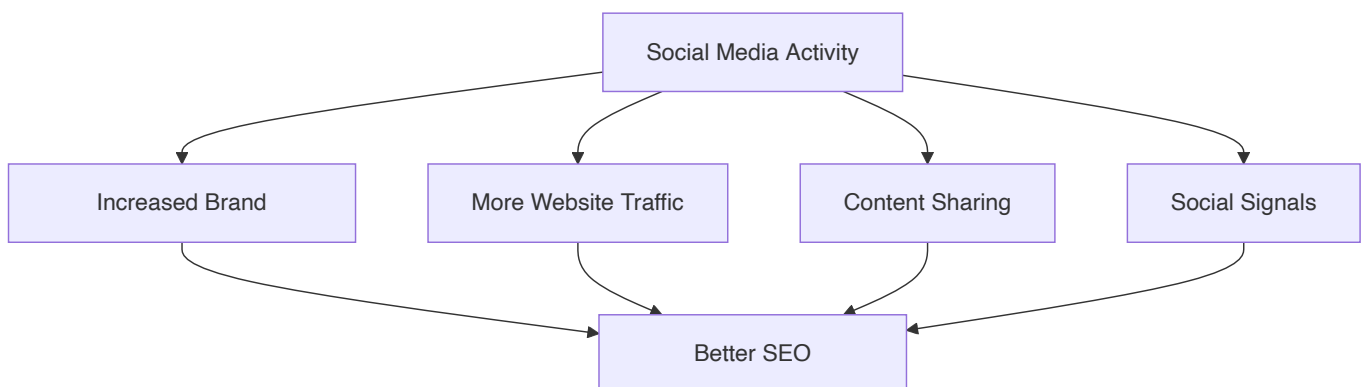 Social Media Activity
Increased Brand
More Website Traffic
Content Sharing
Social Signals
Better SEO